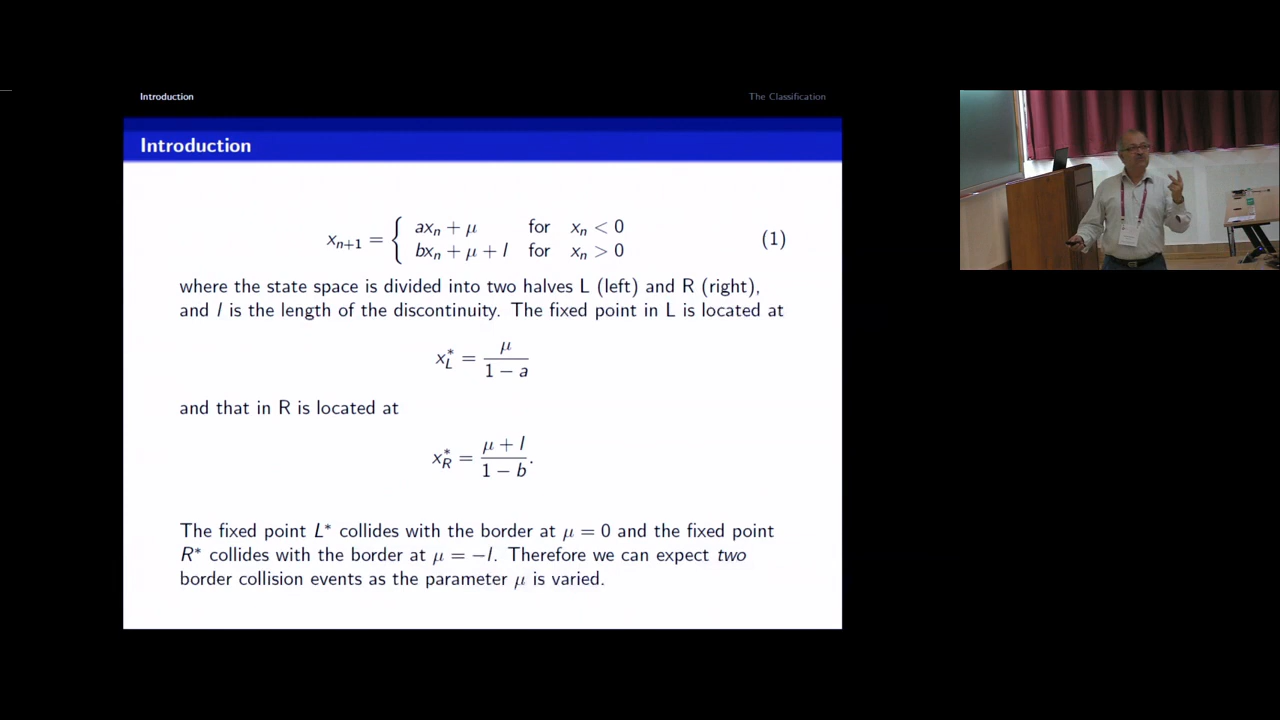 Introduction
The Classification
Introduction
x_{n+1} = { ax_n + μ for x_n < 0
bx_n + μ + l for x_n > 0 (1)
where the state space is divided into two halves L (left) and R (right),
and l is the length of the discontinuity. The fixed point in L is located at
x_L^* = μ / (1 − a)
and that in R is located at
x_R^* = (μ + l) / (1 − b).
The fixed point L* collides with the border at μ = 0 and the fixed point
R* collides with the border at μ = −l. Therefore we can expect two
border collision events as the parameter μ is varied.